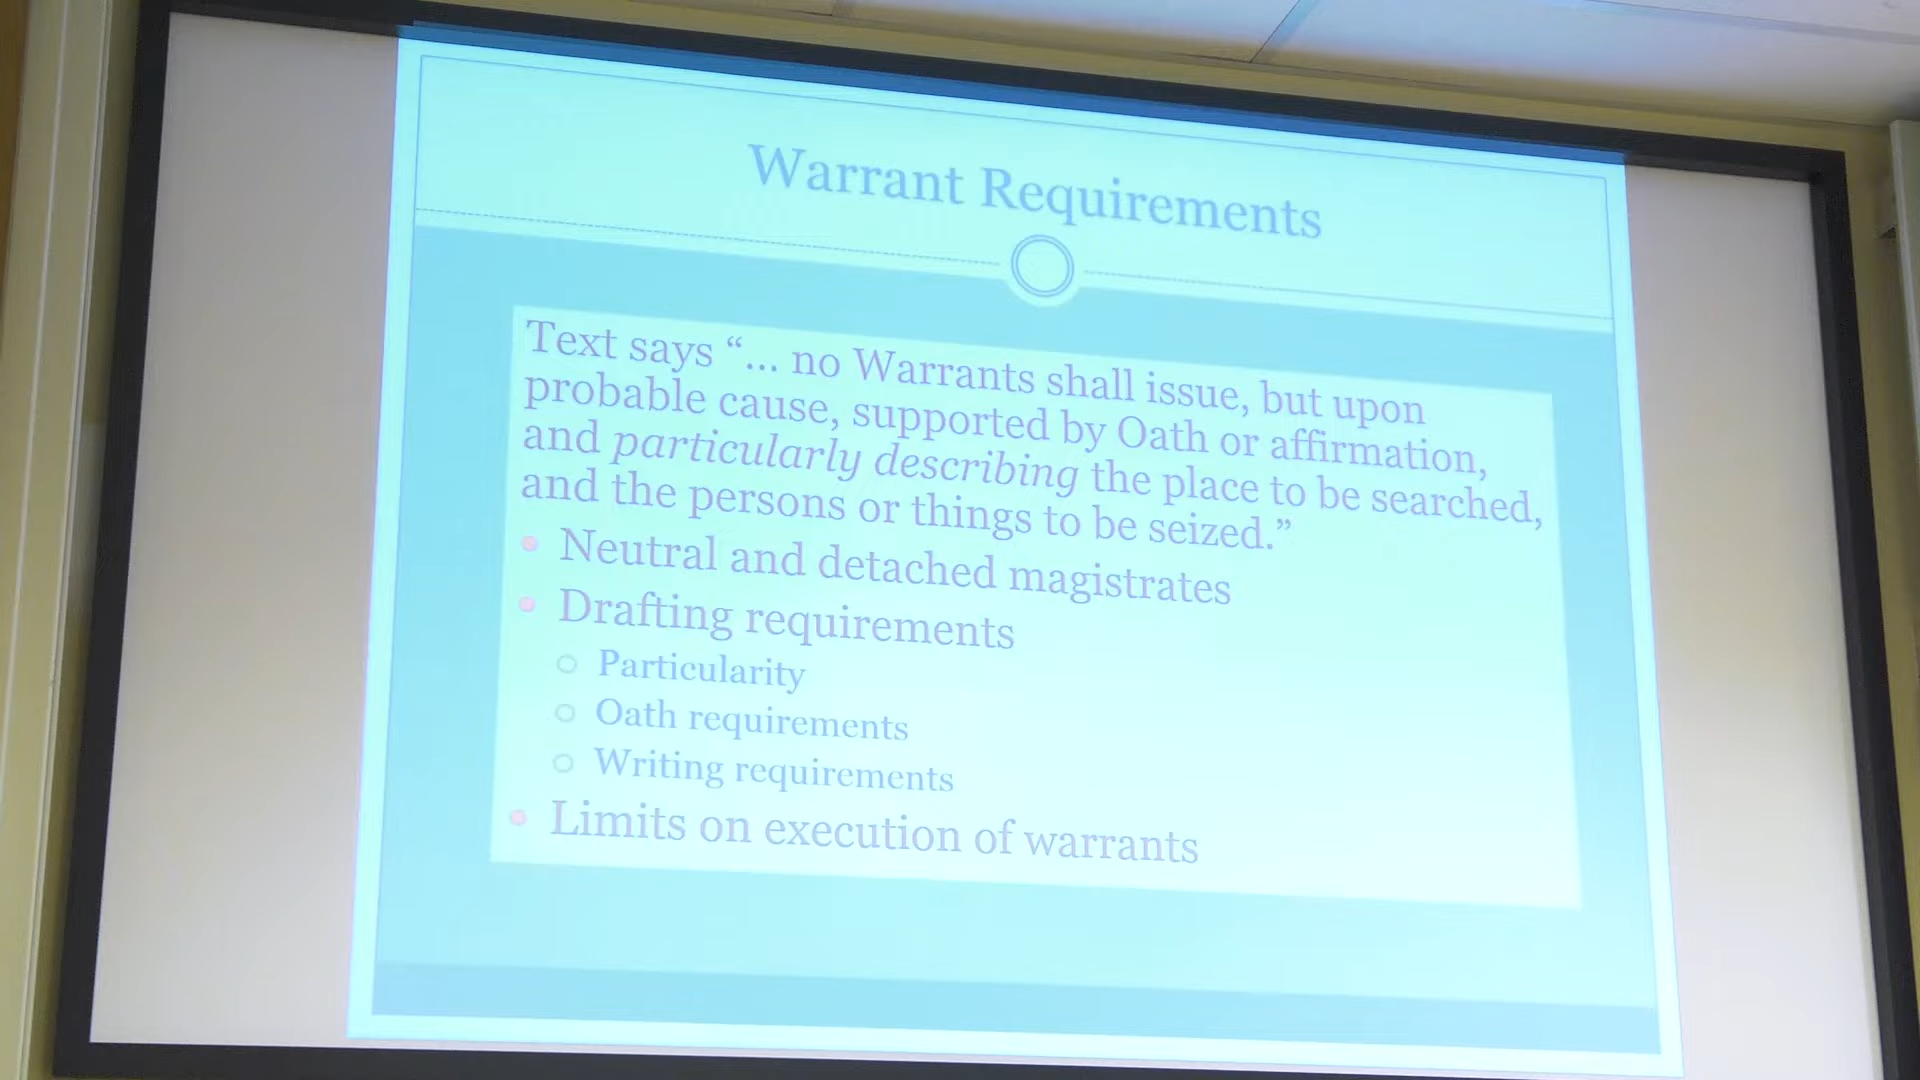 Warrant Requirements
Text says “... no Warrants shall issue, but upon
probable cause, supported by Oath or affirmation,
and particularly describing the place to be searched,
and the persons or things to be seized.”
• Neutral and detached magistrates
• Drafting requirements
○ Particularity
○ Oath requirements
○ Writing requirements
• Limits on execution of warrants